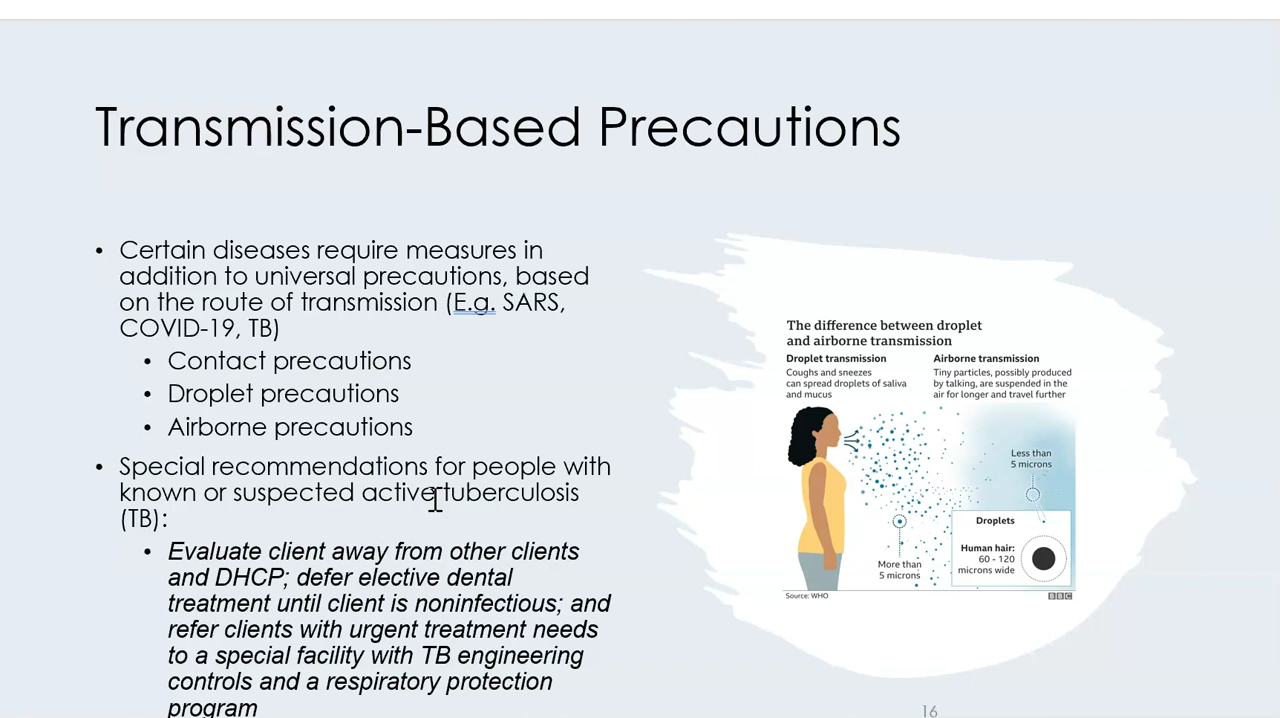 Transmission-Based Precautions
• Certain diseases require measures in
addition to universal precautions, based
on the route of transmission (E.g. SARS,
COVID-19, TB)
• Contact precautions
• Droplet precautions
• Airborne precautions
• Special recommendations for people with
known or suspected active tuberculosis
(TB):
• Evaluate client away from other clients
and DHCP; defer elective dental
treatment until client is noninfectious; and
refer clients with urgent treatment needs
to a special facility with TB engineering
controls and a respiratory protection
program
The difference between droplet
and airborne transmission
Droplet transmission
Coughs and sneezes
can spread droplets of saliva
and mucus
Airborne transmission
Tiny particles, possibly produced
by talking, are suspended in the
air for longer and travel further
Less than
5 microns
More than
5 microns
Droplets
Human hair:
60 - 120
microns wide
Source: WHO
BBC
16